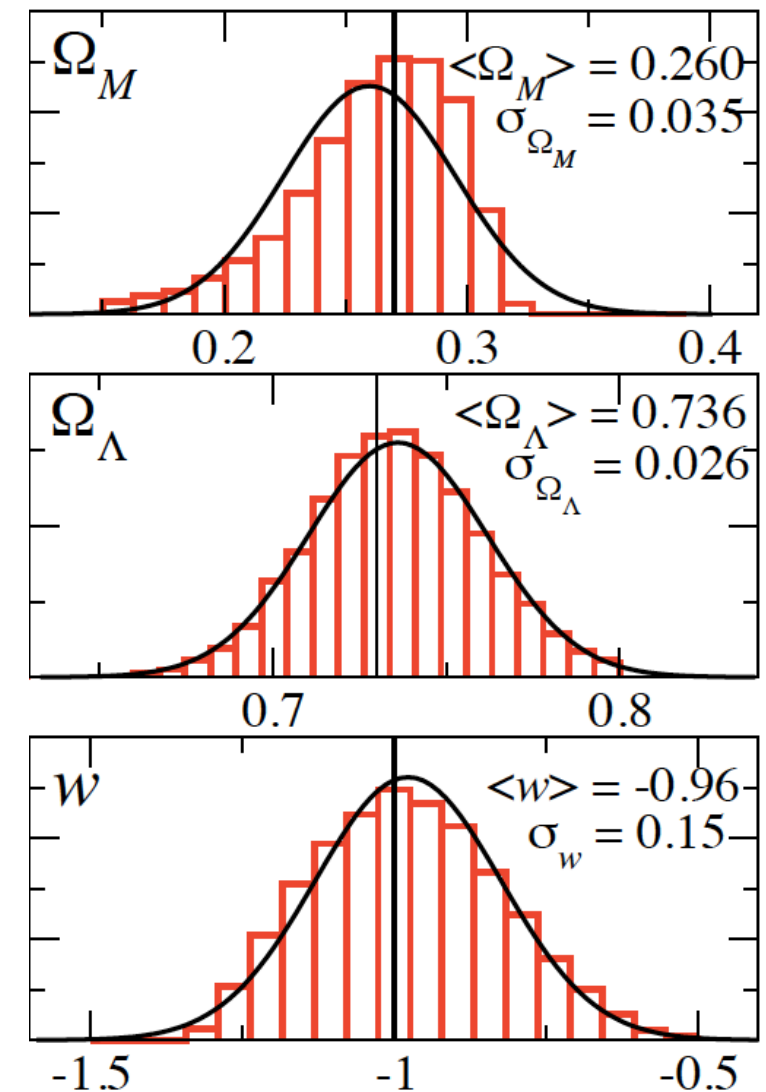 Ω_M <Ω_M> = 0.260
σ_Ω_M = 0.035
0.2 0.3 0.4
Ω_Λ <Ω_Λ> = 0.736
σ_Ω_Λ = 0.026
0.7 0.8
w <w> = -0.96
σ_w = 0.15
-1.5 -1 -0.5